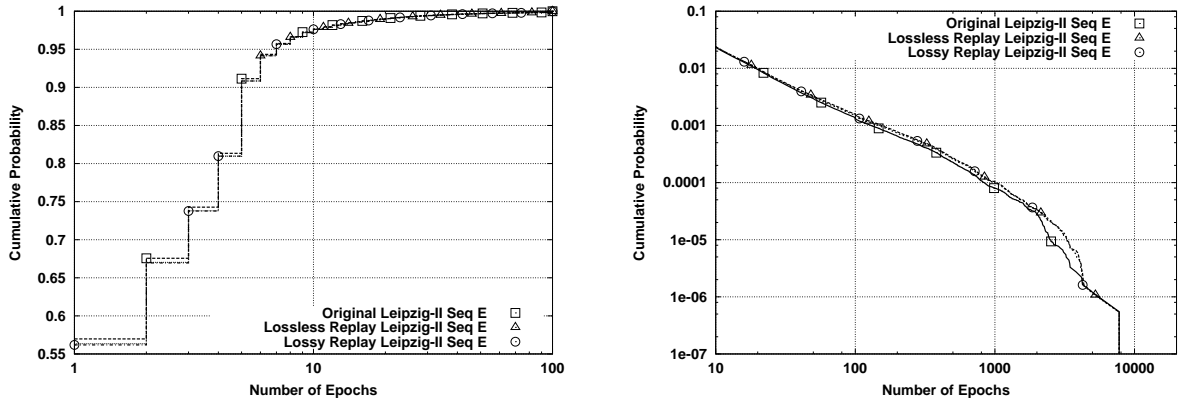 Cumulative Probability
1
0.95
0.9
0.85
0.8
0.75
0.7
0.65
0.6
0.55
Original Leipzig-II Seq E
Lossless Replay Leipzig-II Seq E
Lossy Replay Leipzig-II Seq E
1
10
100
Number of Epochs
Cumulative Probability
0.1
0.01
0.001
0.0001
1e-05
1e-06
1e-07
Original Leipzig-II Seq E
Lossless Replay Leipzig-II Seq E
Lossy Replay Leipzig-II Seq E
10
100
1000
10000
Number of Epochs